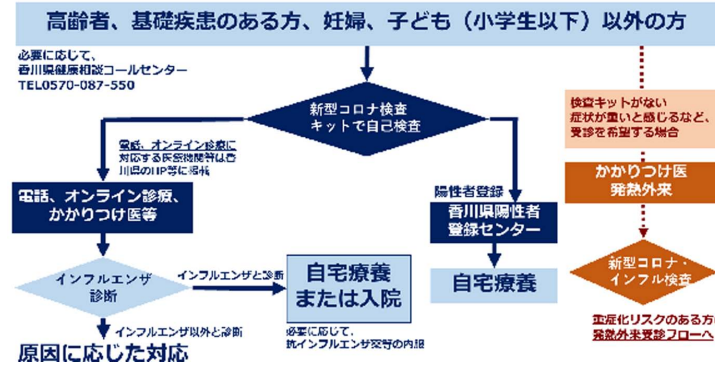 高齢者、基礎疾患のある方、妊婦、子ども（小学生以下）以外の方
必要に応じて、
香川県健康相談コールセンター
TEL0570-087-550
新型コロナ検査
キットで自己検査
検査キットがない
症状が重いと感じるなど、
受診を希望する場合
電話、オンライン診療に
対応する医療機関等は香
川県のHP等に掲載
電話、オンライン診療、
かかりつけ医等
陽性者登録
香川県陽性者
登録センター
自宅療養
かかりつけ医
発熱外来
新型コロナ・
インフル検査
インフルエンザ
診断
インフルエンザと診断
自宅療養
または入院
必要に応じて、
抗インフルエンザ薬等の内服
インフルエンザ以外と診断
原因に応じた対応
重症化リスクのある方の
発熱外来受診フローへ